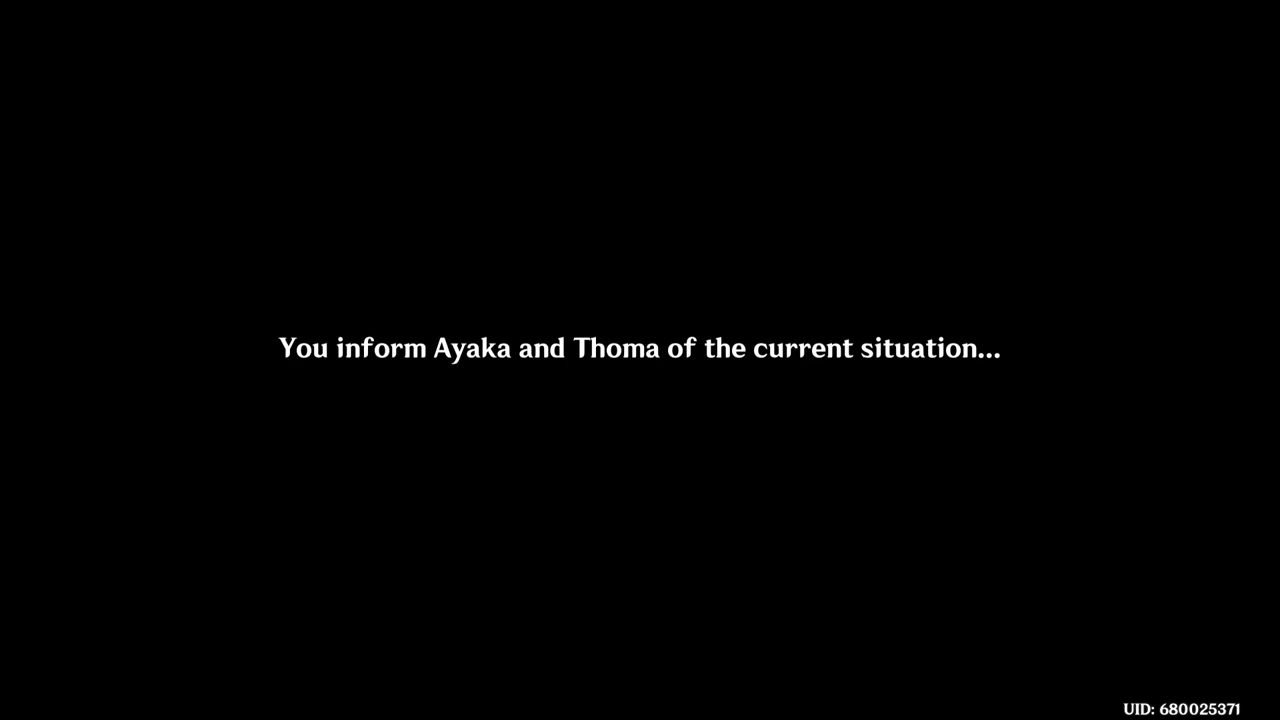 You inform Ayaka and Thoma of the current situation...
UID: 680025371